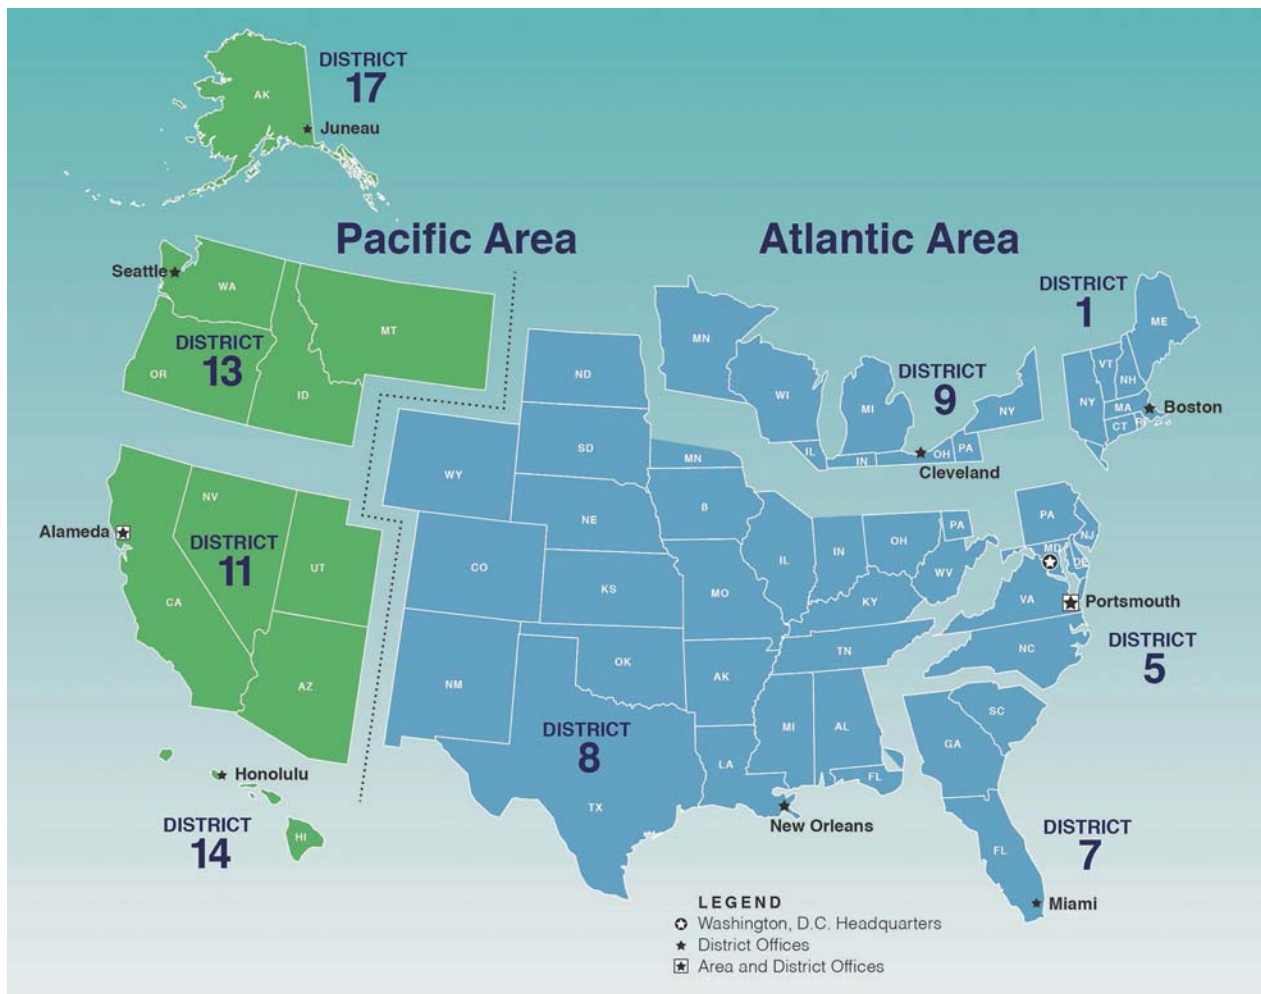 DISTRICT
17
AK
Juneau
Pacific Area
Atlantic Area
Seattle
WA
MT
DISTRICT
13
OR
ID
DISTRICT
1
ME
VT
NH
NY
MA
CT
RI
Boston
MN
WI
MI
DISTRICT
9
NY
IL
IN
OH
PA
Cleveland
ND
SD
MN
WY
NE
B
CO
KS
MO
IL
IN
OH
PA
WV
KY
TN
NM
OK
AK
DISTRICT
8
TX
LA
MI
AL
FL
New Orleans
NV
Alameda
DISTRICT
11
UT
CA
AZ
PA
NJ
MD
DE
VA
Portsmouth
NC
DISTRICT
5
SC
GA
FL
DISTRICT
7
Miami
Honolulu
DISTRICT
14
HI
LEGEND
Washington, D.C. Headquarters
District Offices
Area and District Offices